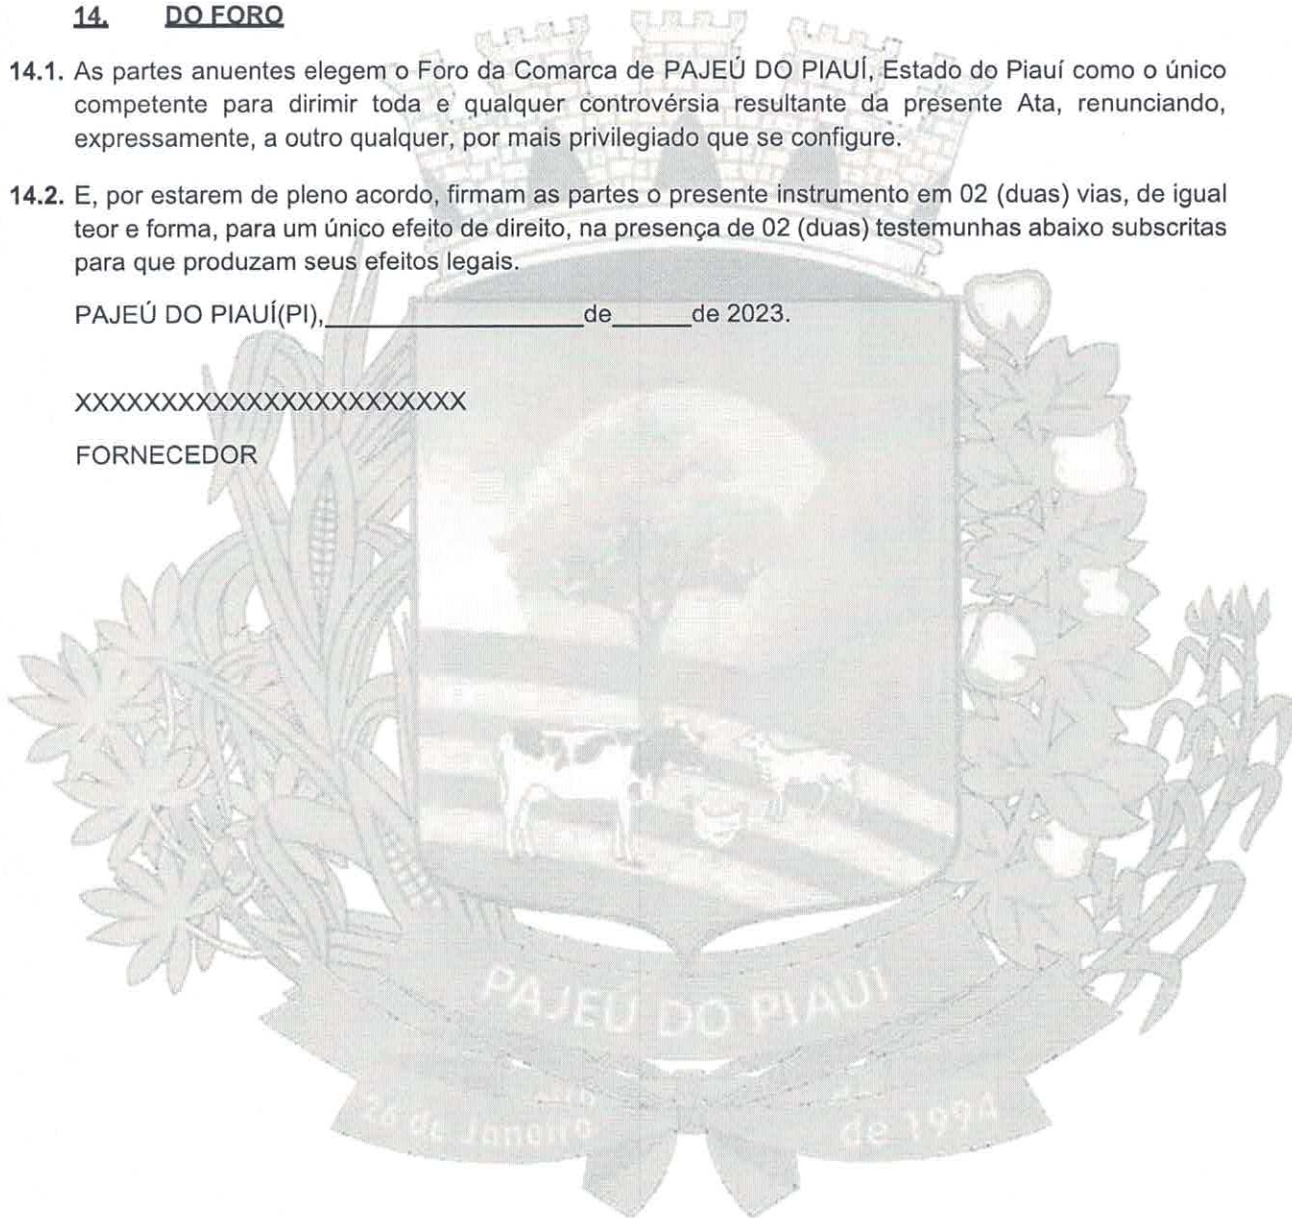 14. DO FORO
14.1. As partes anuentes elegem o Foro da Comarca de PAJEÚ DO PIAUÍ, Estado do Piauí como o único
competente para dirimir toda e qualquer controvérsia resultante da presente Ata, renunciando,
expressamente, a outro qualquer, por mais privilegiado que se configure.
14.2. E, por estarem de pleno acordo, firmam as partes o presente instrumento em 02 (duas) vias, de igual
teor e forma, para um único efeito de direito, na presença de 02 (duas) testemunhas abaixo subscritas
para que produzam seus efeitos legais.
PAJEÚ DO PIAUÍ(PI),____________________de______de 2023.
XXXXXXXXXXXXXXXXXXXXXXX
FORNECEDOR
PAJEÚ DO PIAUÍ
26 de Janeiro de 1994